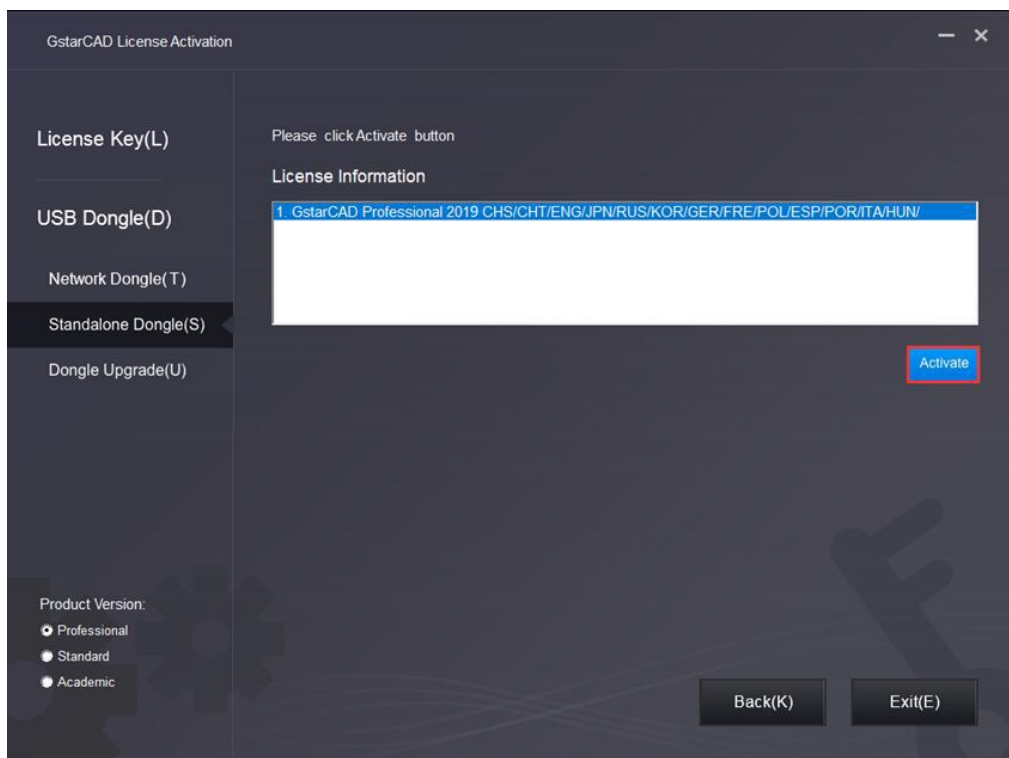 GstarCAD License Activation
License Key(L)
USB Dongle(D)
Network Dongle(T)
Standalone Dongle(S)
Dongle Upgrade(U)
Please click Activate button
License Information
1. GstarCAD Professional 2019 CHS/CHT/ENG/JPN/RUS/KOR/GER/FRE/POL/ESP/POR/ITA/HUN/
Activate
Product Version:
Professional
Standard
Academic
Back(K)
Exit(E)